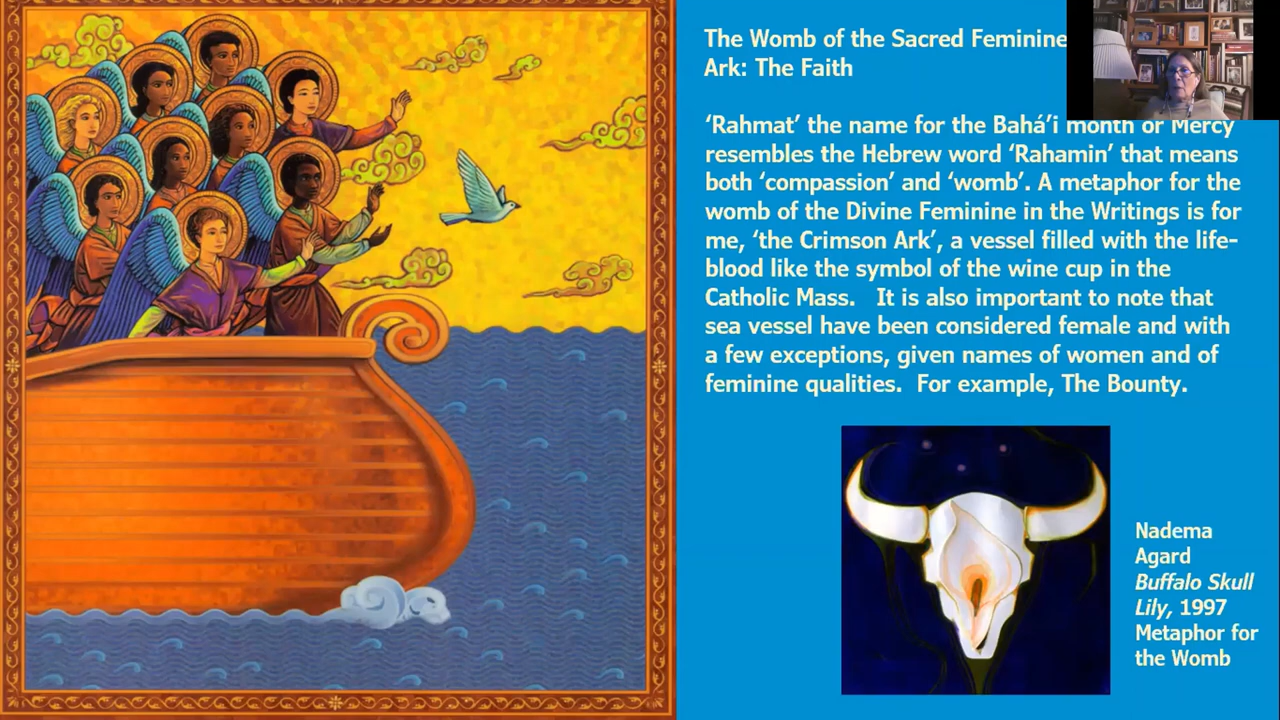 The Womb of the Sacred Feminine
Ark: The Faith
‘Rahmat’ the name for the Bahá’i month or Mercy
resembles the Hebrew word ‘Rahamin’ that means
both ‘compassion’ and ‘womb’. A metaphor for the
womb of the Divine Feminine in the Writings is for
me, ‘the Crimson Ark’, a vessel filled with the life-
blood like the symbol of the wine cup in the
Catholic Mass.   It is also important to note that
sea vessel have been considered female and with
a few exceptions, given names of women and of
feminine qualities.  For example, The Bounty.
Nadema
Agard
Buffalo Skull
Lily, 1997
Metaphor for
the Womb